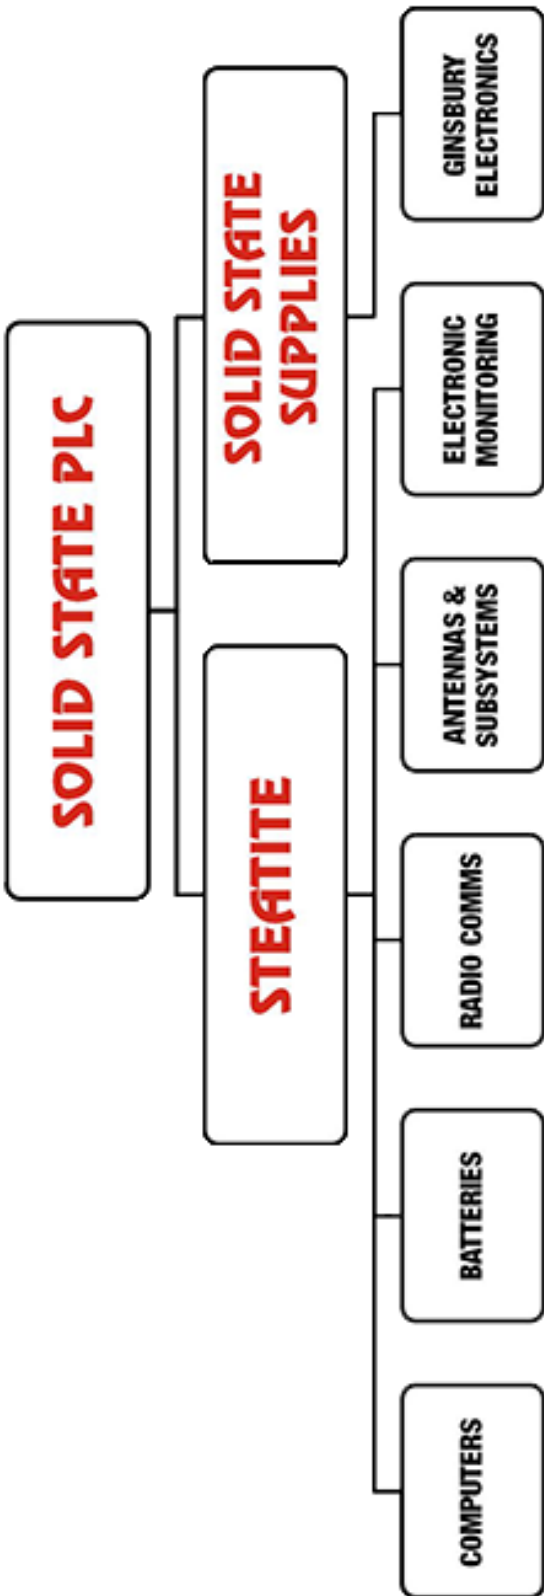 SOLID STATE PLC
STEATITE
SOLID STATE
SUPPLIES
COMPUTERS
BATTERIES
RADIO COMMS
ANTENNAS &
SUBSYSTEMS
ELECTRONIC
MONITORING
GINSBURY
ELECTRONICS